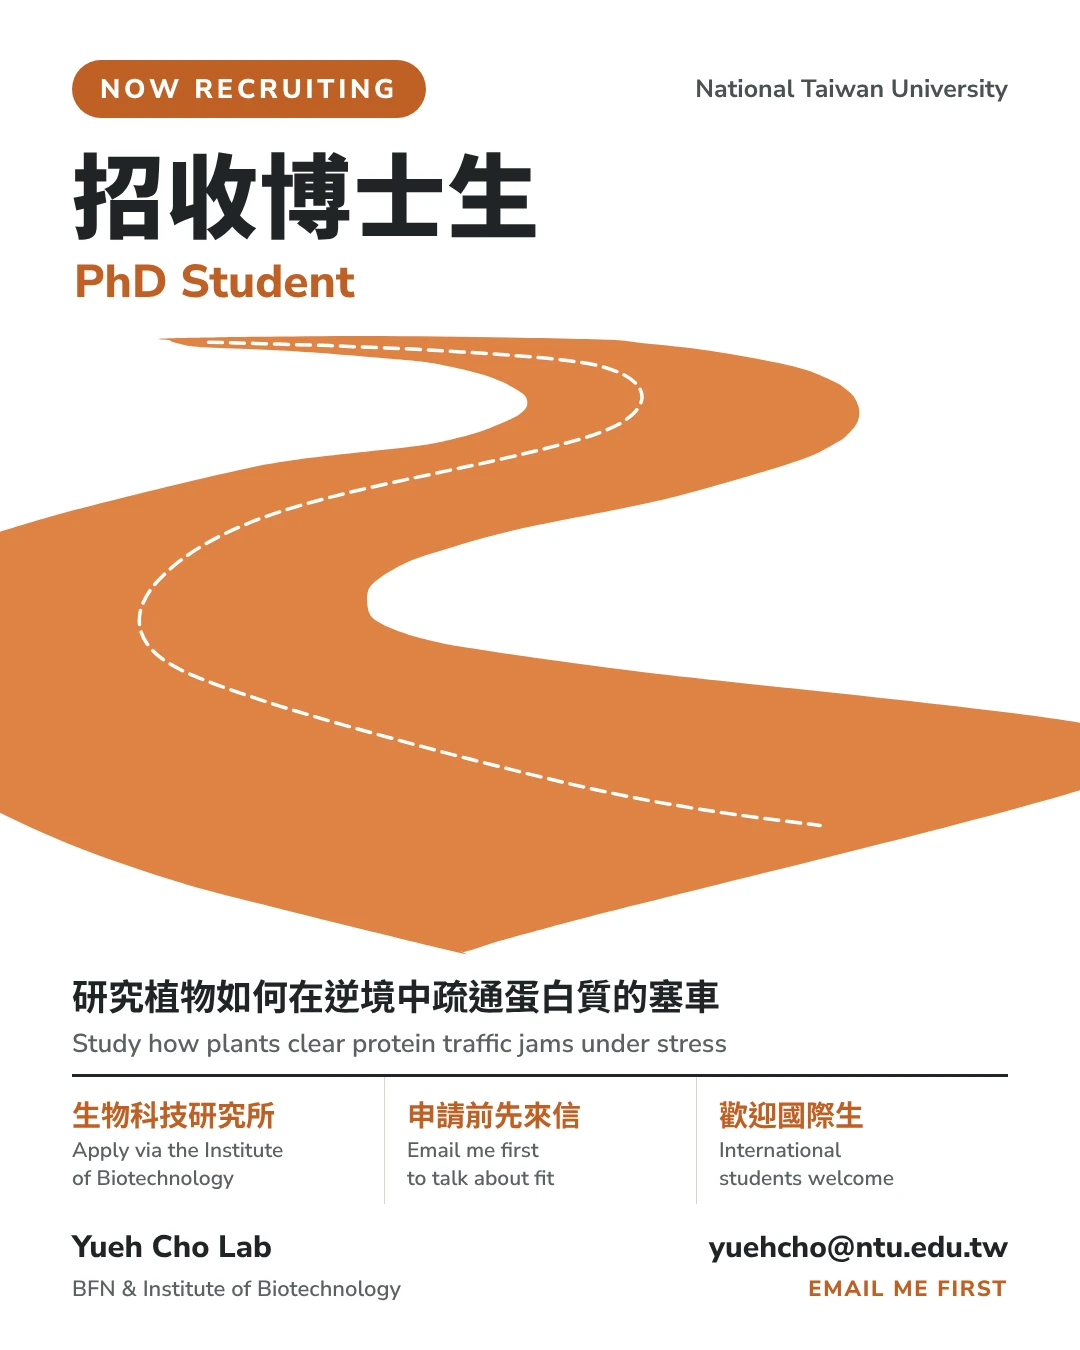 NOW RECRUITING
National Taiwan University
招收博士生
PhD Student
研究植物如何在逆境中疏通蛋白質的塞車
Study how plants clear protein traffic jams under stress
生物科技研究所
Apply via the Institute
of Biotechnology
申請前先來信
Email me first
to talk about fit
歡迎國際生
International
students welcome
Yueh Cho Lab
BFN & Institute of Biotechnology
yuehcho@ntu.edu.tw
EMAIL ME FIRST